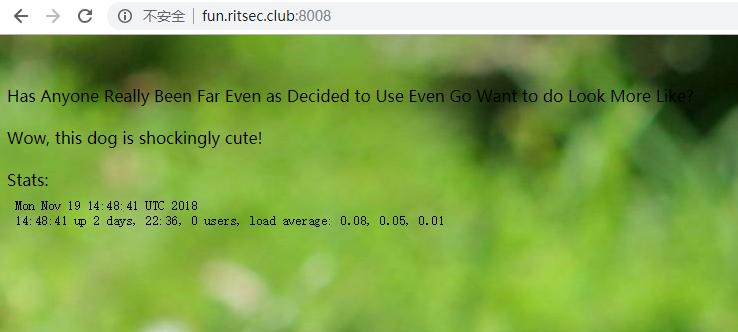 不安全 | fun.ritsec.club:8008
Has Anyone Really Been Far Even as Decided to Use Even Go Want to do Look More Like?
Wow, this dog is shockingly cute!
Stats:
Mon Nov 19 14:48:41 UTC 2018
14:48:41 up 2 days, 22:36, 0 users, load average: 0.08, 0.05, 0.01